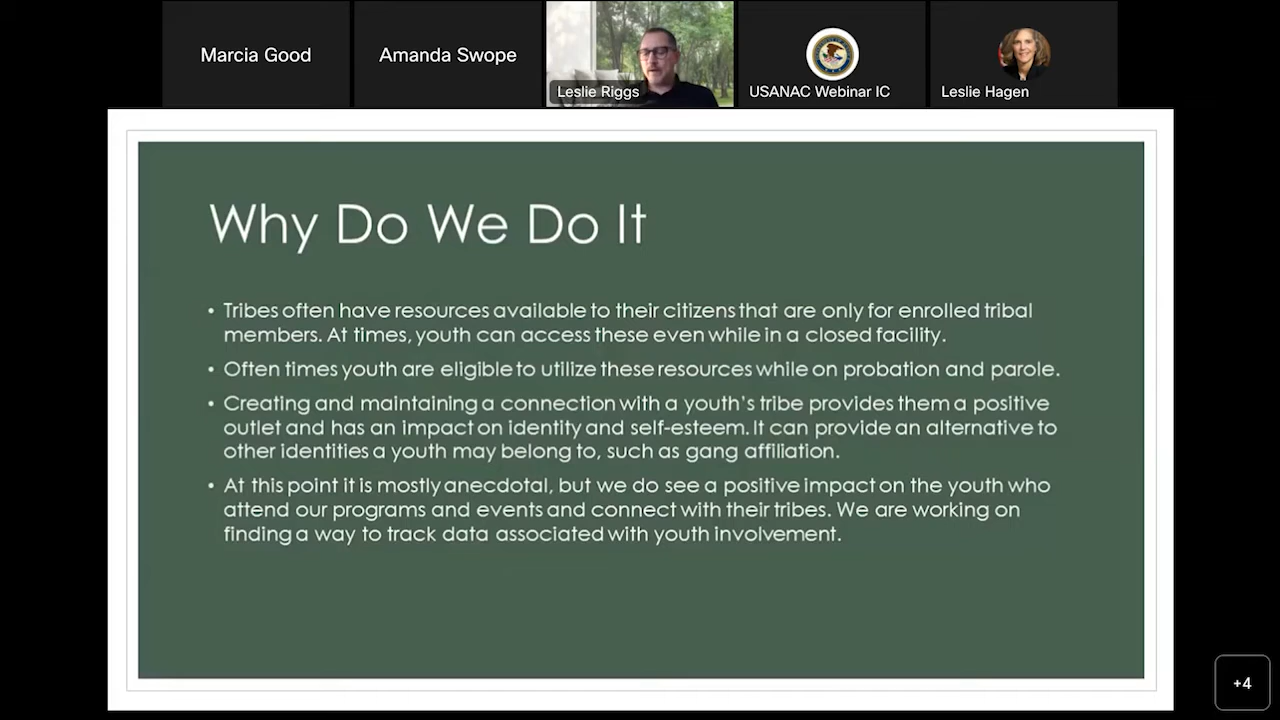 Marcia Good
Amanda Swope
Leslie Riggs
USANAC Webinar IC
Leslie Hagen
Why Do We Do It
• Tribes often have resources available to their citizens that are only for enrolled tribal
members. At times, youth can access these even while in a closed facility.
• Often times youth are eligible to utilize these resources while on probation and parole.
• Creating and maintaining a connection with a youth's tribe provides them a positive
outlet and has an impact on identity and self-esteem. It can provide an alternative to
other identities a youth may belong to, such as gang affiliation.
• At this point it is mostly anecdotal, but we do see a positive impact on the youth who
attend our programs and events and connect with their tribes. We are working on
finding a way to track data associated with youth involvement.
+4